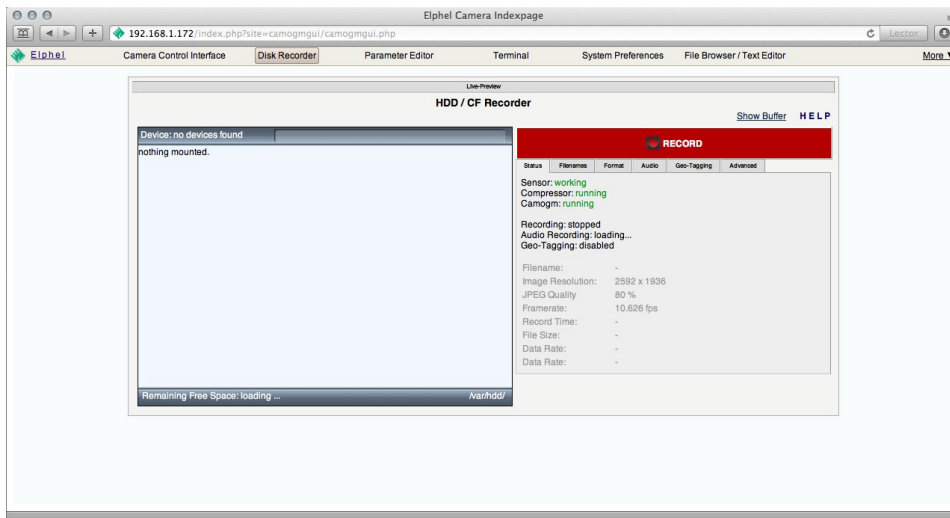 Elphel Camera Indexpage
192.168.1.172/index.php?site=camogmgui/camogmgui.php
Lector
Elphel Camera Control Interface Disk Recorder Parameter Editor Terminal System Preferences File Browser / Text Editor More
Live-Preview
HDD / CF Recorder
Show Buffer HELP
Device: no devices found
nothing mounted.
RECORD
Status Filenames Format Audio Geo-Tagging Advanced
Sensor: working
Compressor: running
Camogm: running
Recording: stopped
Audio Recording: loading...
Geo-Tagging: disabled
Filename: -
Image Resolution: 2592 x 1936
JPEG Quality 80 %
Framerate: 10.626 fps
Record Time: -
File Size: -
Data Rate: -
Data Rate: -
Remaining Free Space: loading ... /var/hdd/